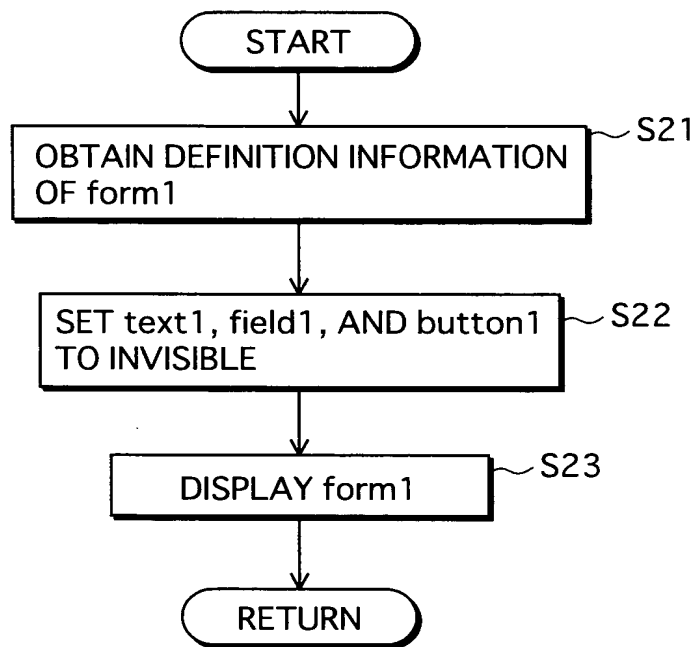 START
S21
OBTAIN DEFINITION INFORMATION
OF form1
S22
SET text1, field1, AND button1
TO INVISIBLE
S23
DISPLAY form1
RETURN